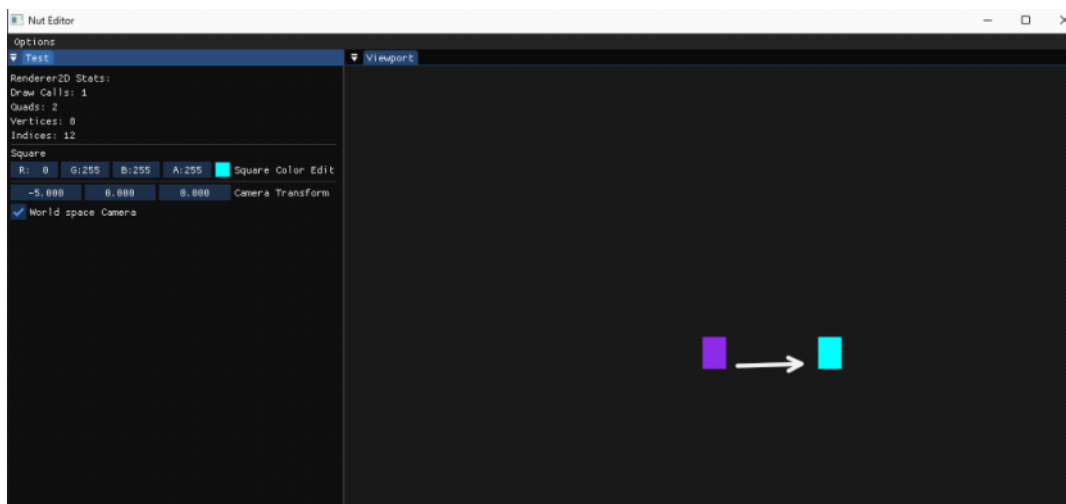 Nut Editor
Options
Test
Viewport
Renderer2D Stats:
Draw Calls: 1
Quads: 2
Vertices: 8
Indices: 12
Square
R: 0 G:255 B:255 A:255 Square Color Edit
-5.000 0.000 0.000 Camera Transform
World space Camera